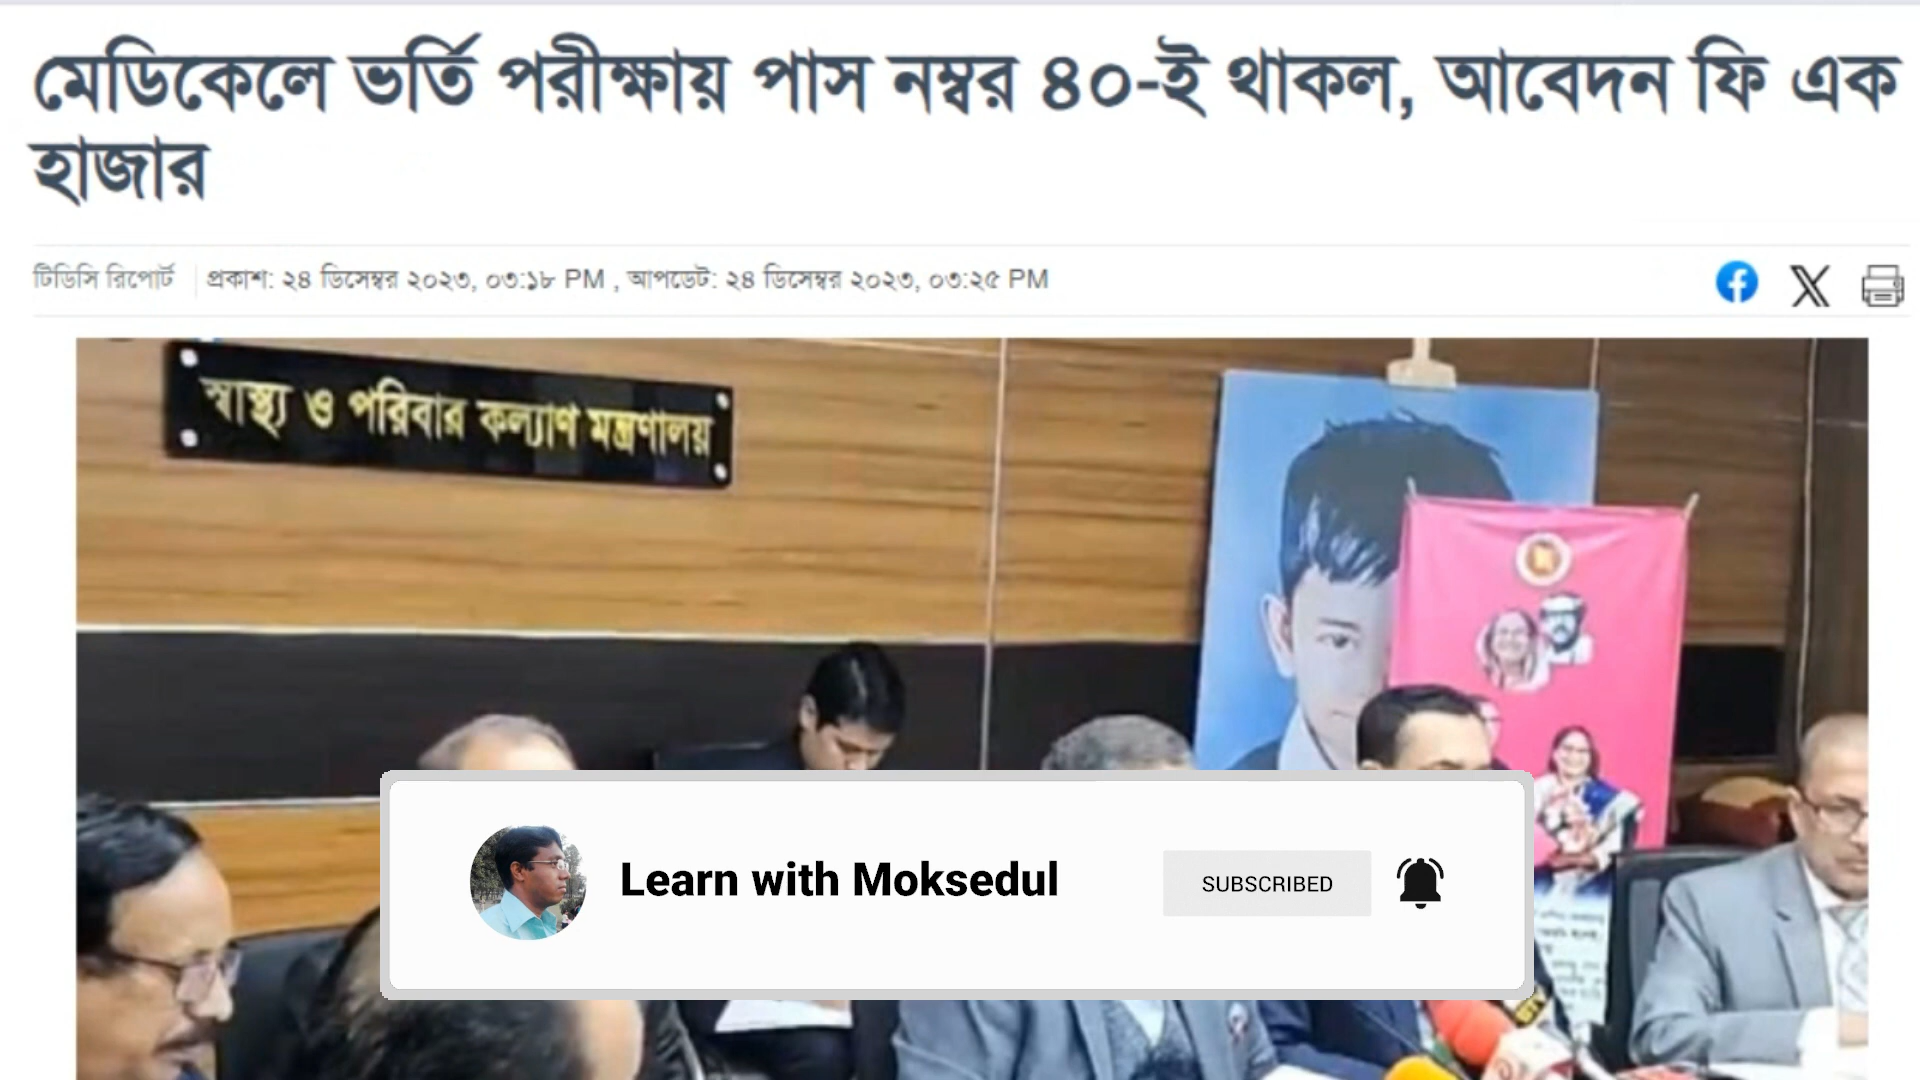 মেডিকেলে ভর্তি পরীক্ষায় পাস নম্বর ৪০-ই থাকল, আবেদন ফি এক
হাজার
টিডিসি রিপোর্ট
প্রকাশ: ২৪ ডিসেম্বর ২০২৩, ০৩:১৮ PM , আপডেট: ২৪ ডিসেম্বর ২০২৩, ০৩:২৫ PM
স্বাস্থ্য ও পরিবার কল্যাণ মন্ত্রণালয়
Learn with Moksedul
SUBSCRIBED